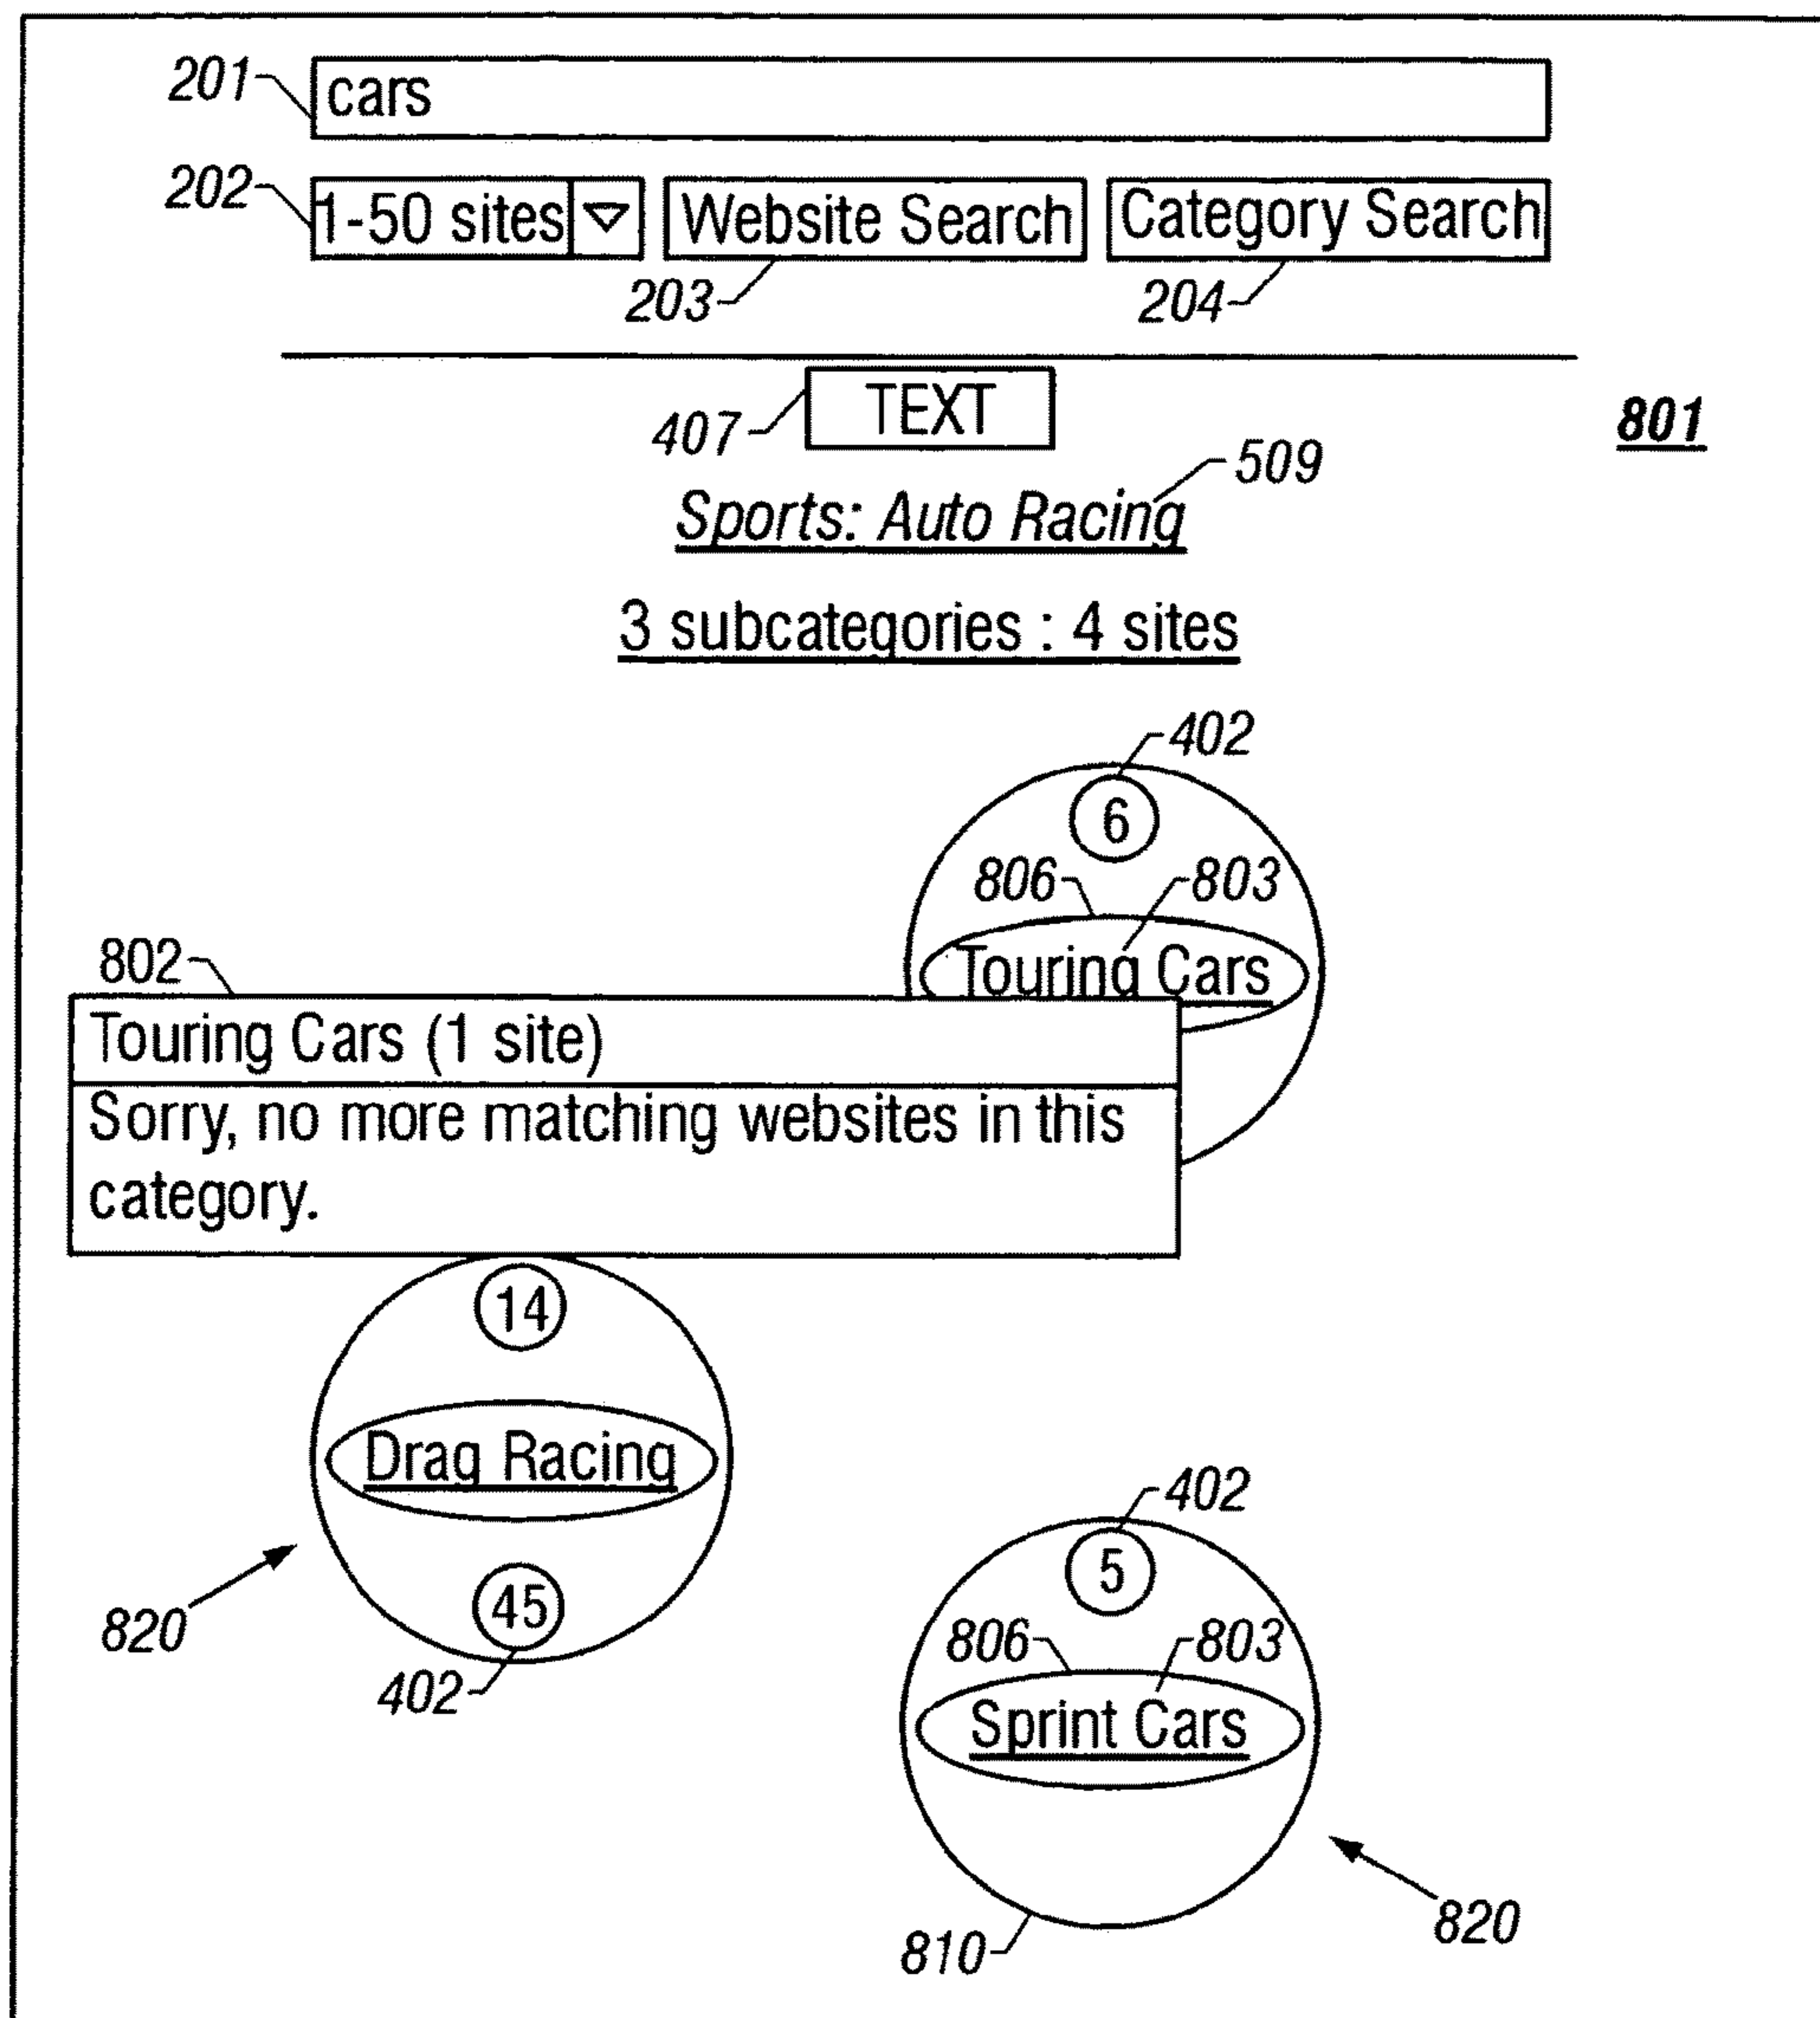 201 cars
202 1-50 sites Website Search Category Search
203 204
407 TEXT 801
509
Sports: Auto Racing
3 subcategories : 4 sites
402
6
806 803
Touring Cars
802
Touring Cars (1 site)
Sorry, no more matching websites in this
category.
14
Drag Racing
402
5
820 45 806 803
402
Sprint Cars
810 820